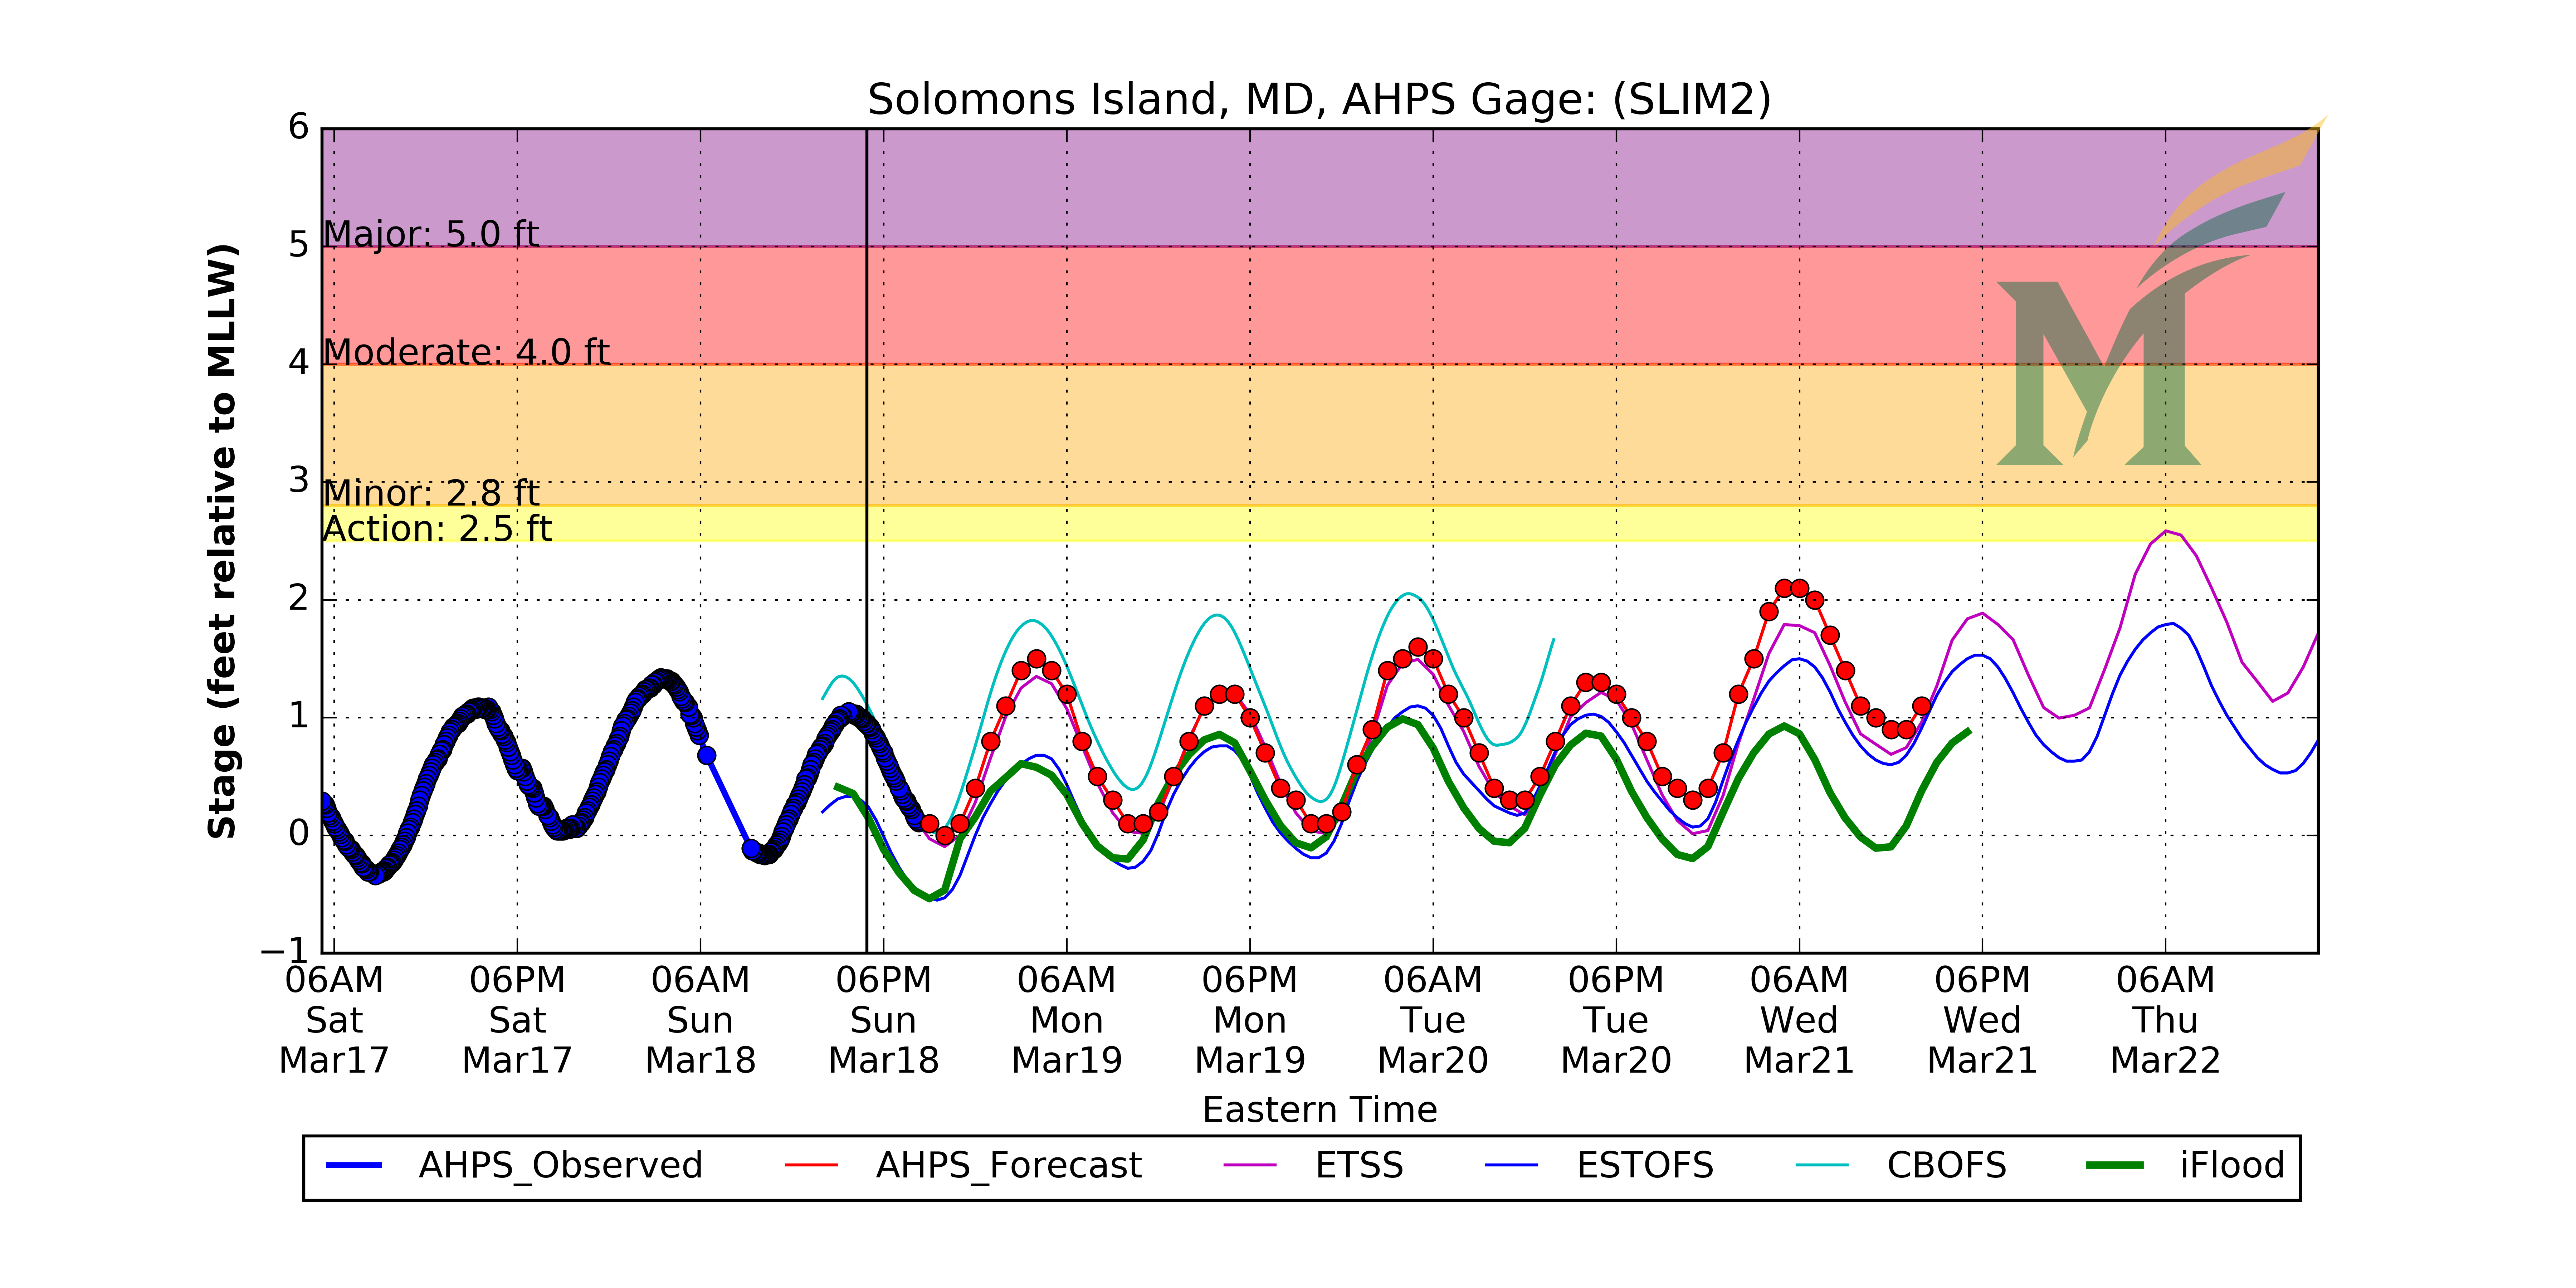 Solomons Island, MD, AHPS Gage: (SLIM2)
6
Major: 5.0 ft
5
Moderate: 4.0 ft
4
3
Minor: 2.8 ft
Action: 2.5 ft
2
1
0
−1
Stage (feet relative to MLLW)
06AM 06PM 06AM 06PM 06AM 06PM 06AM 06PM 06AM 06PM 06AM
Sat Sat Sun Sun Mon Mon Tue Tue Wed Wed Thu
Mar17 Mar17 Mar18 Mar18 Mar19 Mar19 Mar20 Mar20 Mar21 Mar21 Mar22
Eastern Time
AHPS_Observed AHPS_Forecast ETSS ESTOFS CBOFS iFlood
M